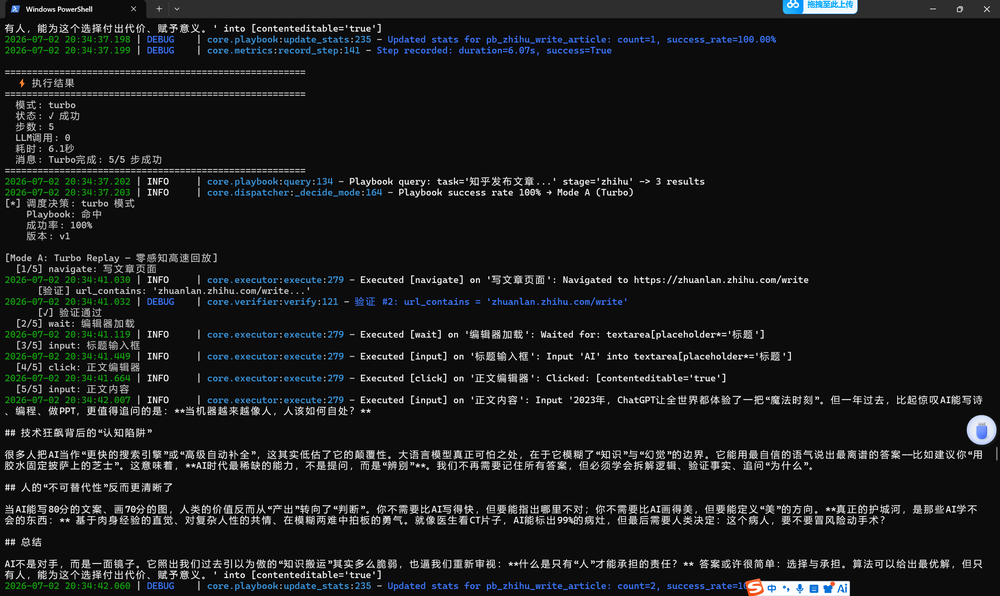 Windows PowerShell
拖拽至此上传
有人，能为这个选择付出代价、赋予意义。' into [contenteditable='true']
2026-07-02 20:34:37.198 | DEBUG    | core.playbook:update_stats:235 - Updated stats for pb_zhihu_write_article: count=1, success_rate=100.00%
2026-07-02 20:34:37.199 | DEBUG    | core.metrics:record_step:141 - Step recorded: duration=6.07s, success=True
=======================================================
⚡ 执行结果
=======================================================
模式: turbo
状态: √ 成功
步数: 5
LLM调用: 0
耗时: 6.1秒
消息: Turbo完成: 5/5 步成功
=======================================================
2026-07-02 20:34:37.202 | INFO     | core.playbook:query:134 - Playbook query: task='知乎发布文章...' stage='zhihu' -> 3 results
2026-07-02 20:34:37.203 | INFO     | core.dispatcher:_decide_mode:164 - Playbook success rate 100% → Mode A (Turbo)
[*] 调度决策: turbo 模式
Playbook: 命中
成功率: 100%
版本: v1
[Mode A: Turbo Replay — 零感知高速回放]
[1/5] navigate: 写文章页面
2026-07-02 20:34:41.030 | INFO     | core.executor:execute:279 - Executed [navigate] on '写文章页面': Navigated to https://zhuanlan.zhihu.com/write
[验证] url_contains: 'zhuanlan.zhihu.com/write...'
2026-07-02 20:34:41.032 | DEBUG    | core.verifier:verify:121 - 验证 #2: url_contains = 'zhuanlan.zhihu.com/write'
[√] 验证通过
[2/5] wait: 编辑器加载
2026-07-02 20:34:41.119 | INFO     | core.executor:execute:279 - Executed [wait] on '编辑器加载': Waited for: textarea[placeholder*='标题']
[3/5] input: 标题输入框
2026-07-02 20:34:41.449 | INFO     | core.executor:execute:279 - Executed [input] on '标题输入框': Input 'AI' into textarea[placeholder*='标题']
[4/5] click: 正文编辑器
2026-07-02 20:34:41.664 | INFO     | core.executor:execute:279 - Executed [click] on '正文编辑器': Clicked: [contenteditable='true']
[5/5] input: 正文内容
2026-07-02 20:34:42.007 | INFO     | core.executor:execute:279 - Executed [input] on '正文内容': Input '2023年，ChatGPT让全世界都体验了一把“魔法时刻”。但一年过去，比起惊叹AI能写诗
、编程、做PPT，更值得追问的是：**当机器越来越像人，人该如何自处？**
## 技术狂飙背后的“认知陷阱”
很多人把AI当作“更快的搜索引擎”或“高级自动补全”，这其实低估了它的颠覆性。大语言模型真正可怕之处，在于它模糊了“知识”与“幻觉”的边界。它能用最自信的语气说出最离谱的答案——比如建议你“用
胶水固定披萨上的芝士”。这意味着，**AI时代最稀缺的能力，不是提问，而是“辨别”**。我们不再需要记住所有答案，但必须学会拆解逻辑、验证事实、追问“为什么”。
## 人的“不可替代性”反而更清晰了
当AI能写80分的文案、画70分的图，人类的价值反而从“产出”转向了“判断”。你不需要比AI写得快，但要能指出哪里不对；你不需要比AI画得美，但要能定义“美”的方向。**真正的护城河，是那些AI学不
会的东西：** 基于肉身经验的直觉、对复杂人性的共情、在模糊两难中拍板的勇气。就像医生看CT片子，AI能标出99%的病灶，但最后需要人类决定：这个病人，要不要冒风险动手术？
## 总结
AI不是对手，而是一面镜子。它照出我们过去引以为傲的“知识搬运”其实多么脆弱，也逼我们重新审视：**什么是只有“人”才能承担的责任？** 答案或许很简单：选择与承担。算法可以给出最优解，但只
有人，能为这个选择付出代价、赋予意义。' into [contenteditable='true']
2026-07-02 20:34:42.060 | DEBUG    | core.playbook:update_stats:235 - Updated stats for pb_zhihu_write_article: count=2, success_rate=1
中 Ai